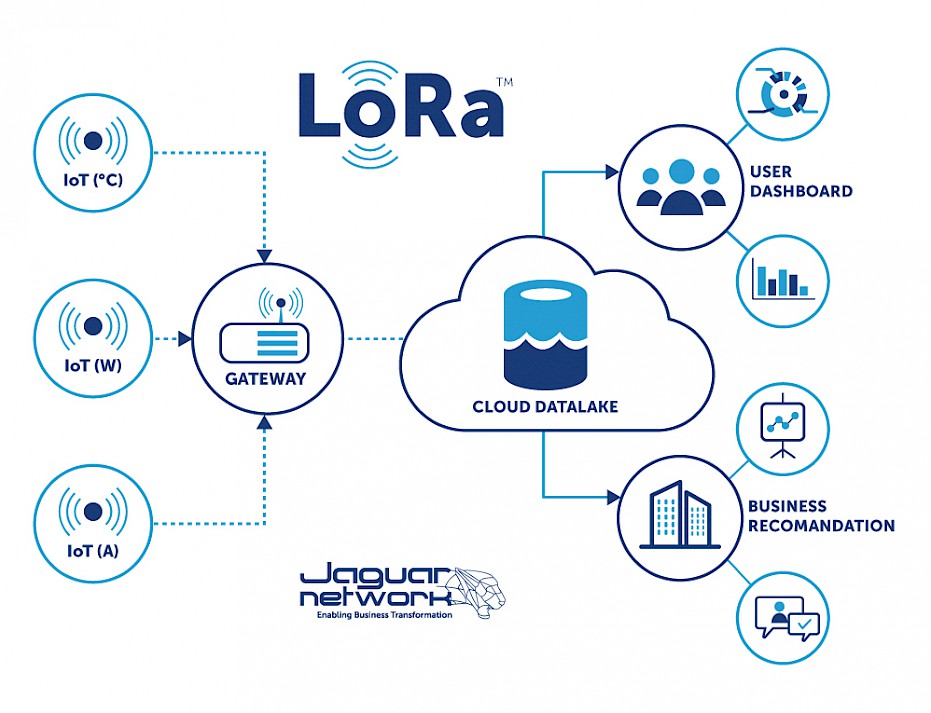 LoRa™
IoT (°C)
IoT (W)
IoT (A)
GATEWAY
CLOUD DATALAKE
USER
DASHBOARD
BUSINESS
RECOMANDATION
Jaguar
network
Enabling Business Transformation